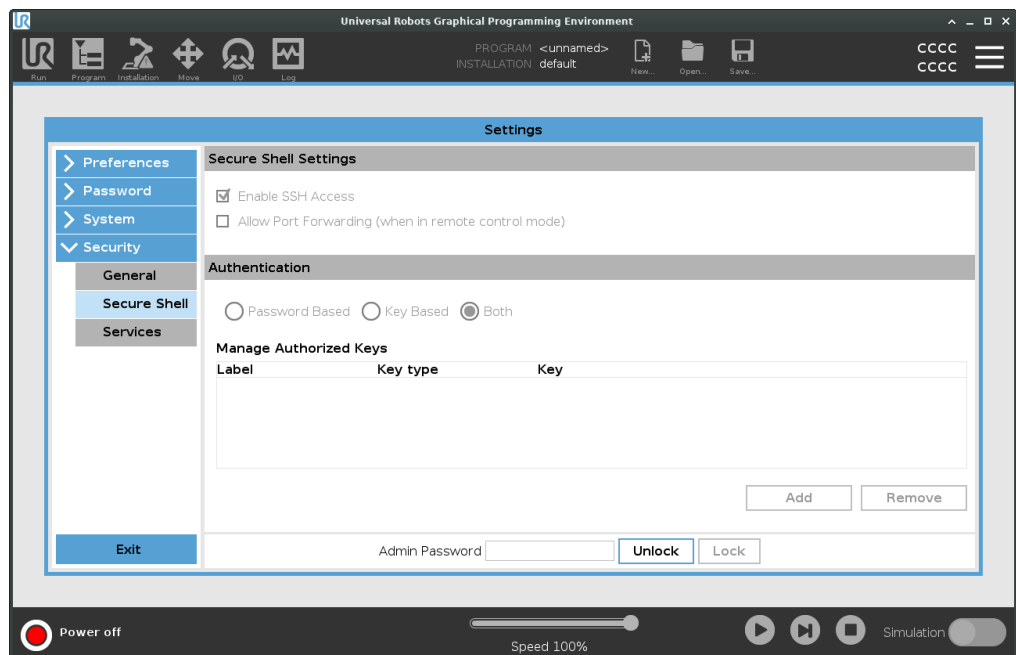 UR Universal Robots Graphical Programming Environment
PROGRAM <unnamed>
INSTALLATION default
CCCC
CCCC
UR
Run Program Installation Move I/O Log New... Open... Save...
Settings
Preferences
Password
System
Security
General
Secure Shell
Services
Exit
Secure Shell Settings
Enable SSH Access
Allow Port Forwarding (when in remote control mode)
Authentication
Password Based Key Based Both
Manage Authorized Keys
Label Key type Key
Add Remove
Admin Password Unlock Lock
Power off
Speed 100%
Simulation